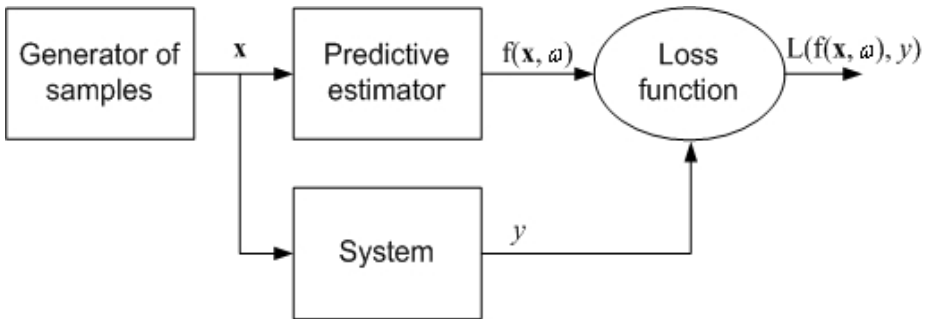 Generator of
samples
x
Predictive
estimator
f(x, ω)
Loss
function
L(f(x, ω), y)
System
y